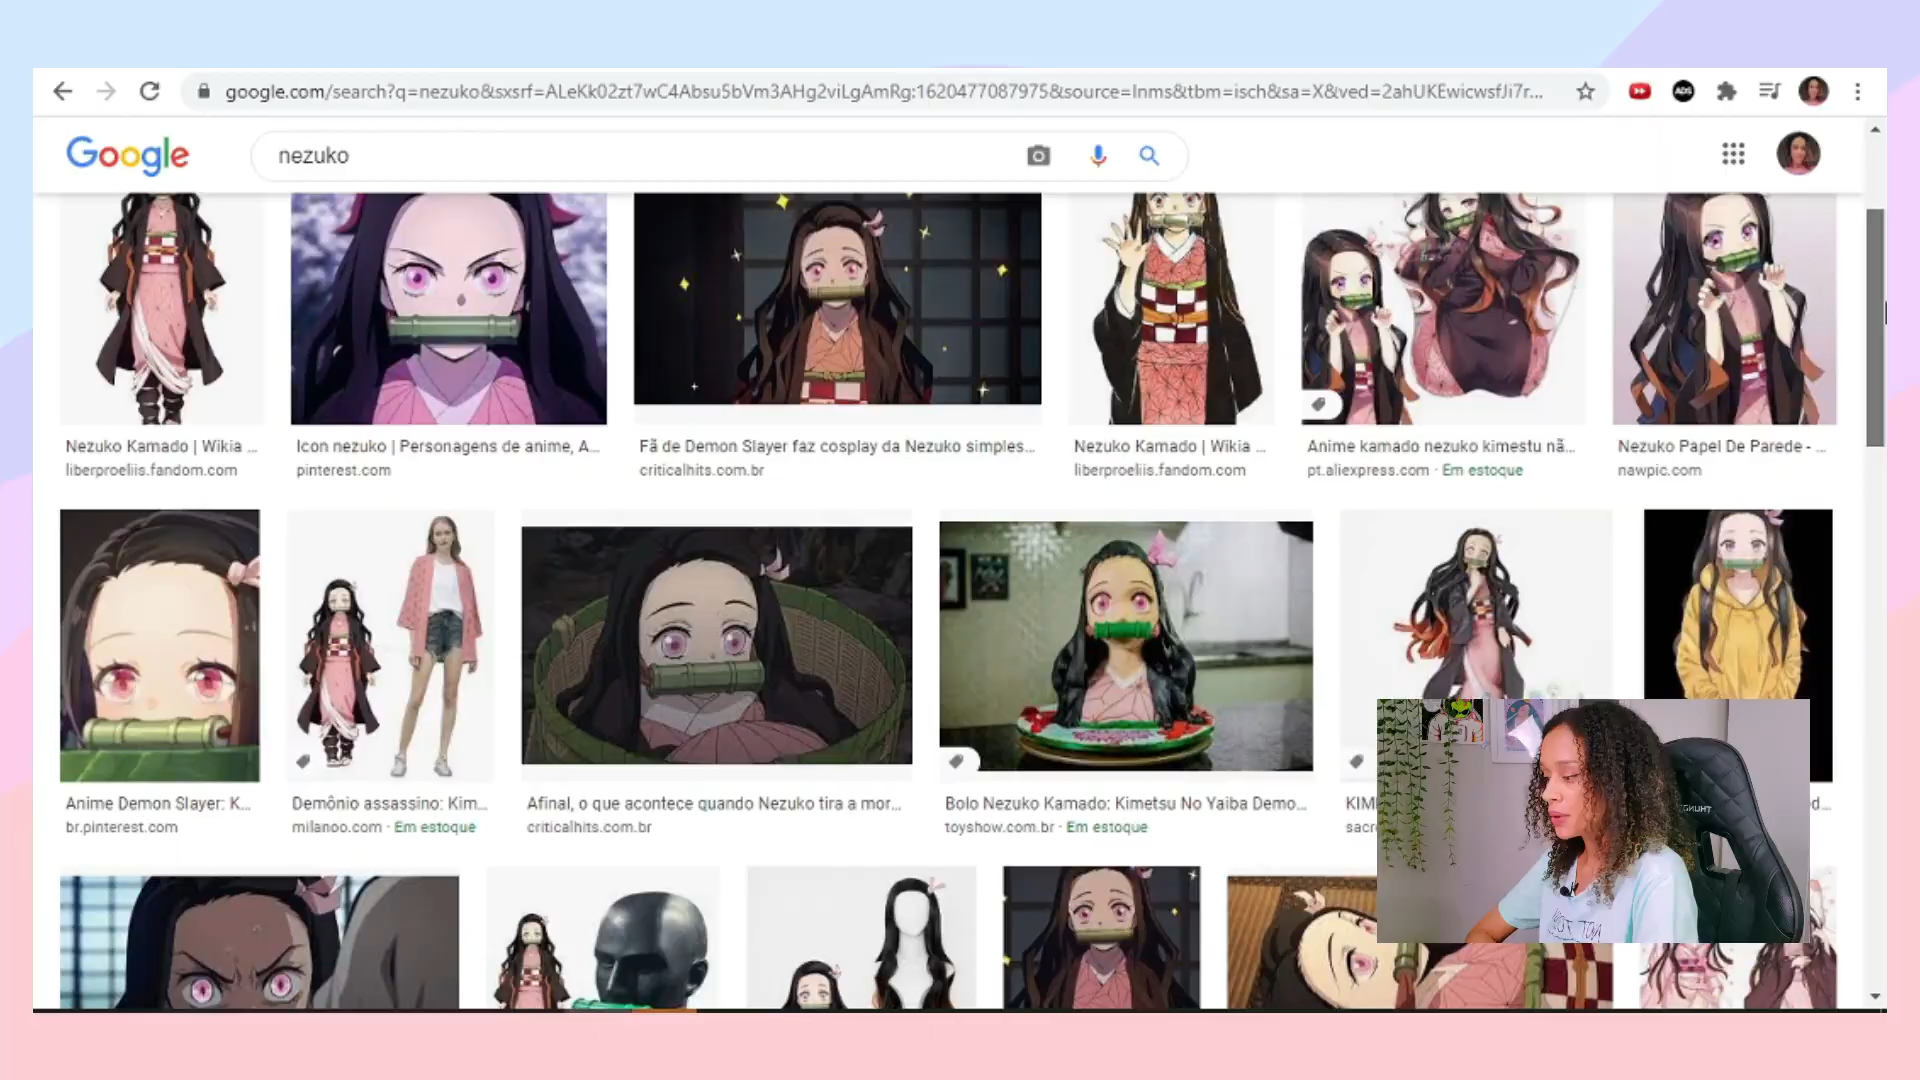 google.com/search?q=nezuko&sxsrf=ALeKk02zt7wC4Absu5bVm3AHg2viLgAmRg:1620477087975&source=lnms&tbm=isch&sa=X&ved=2ahUKEwicwsfJi7r...
ADS
Google
nezuko
Nezuko Kamado | Wikia ...
liberproeliis.fandom.com
Icon nezuko | Personagens de anime, A...
pinterest.com
Fã de Demon Slayer faz cosplay da Nezuko simples...
criticalhits.com.br
Nezuko Kamado | Wikia ...
liberproeliis.fandom.com
Anime kamado nezuko kimestu nã...
pt.aliexpress.com · Em estoque
Nezuko Papel De Parede - ...
nawpic.com
Anime Demon Slayer: K...
br.pinterest.com
Demônio assassino: Kim...
milanoo.com · Em estoque
Afinal, o que acontece quando Nezuko tira a mor...
criticalhits.com.br
Bolo Nezuko Kamado: Kimetsu No Yaiba Demo...
toyshow.com.br · Em estoque